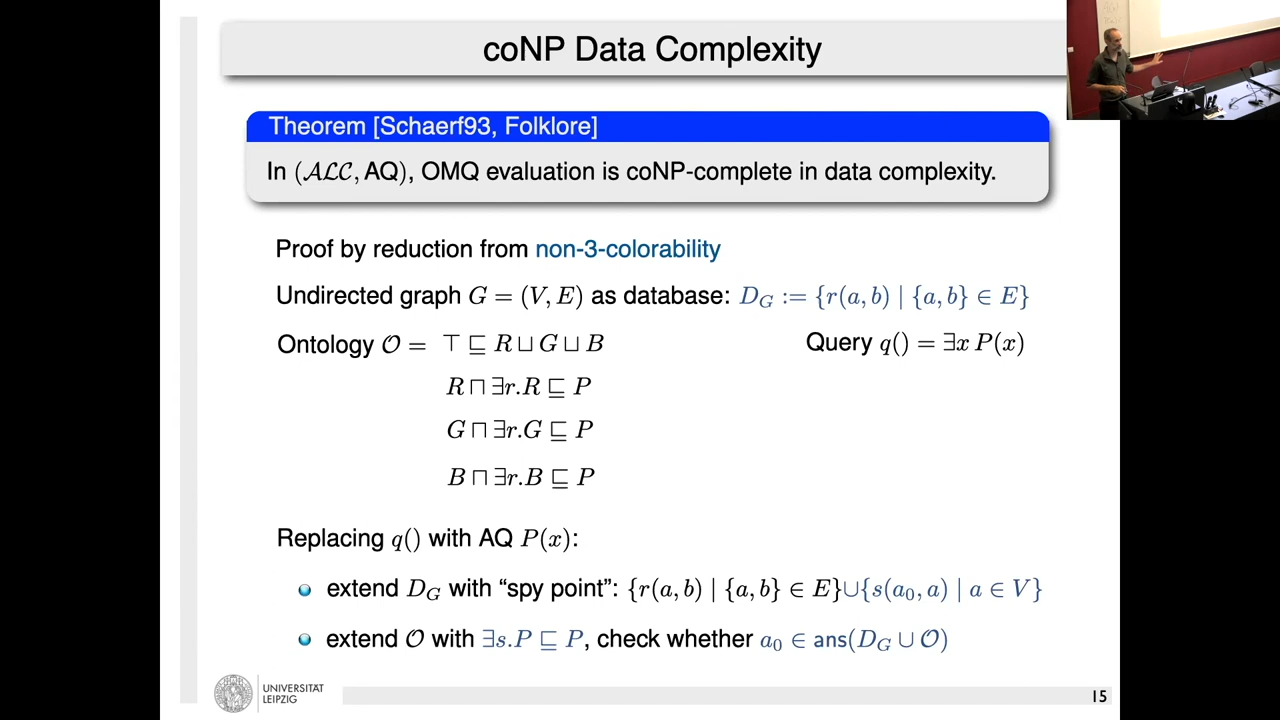 coNP Data Complexity
Theorem [Schaerf93, Folklore]
In (𝒜ℒ𝒞, AQ), OMQ evaluation is coNP-complete in data complexity.
Proof by reduction from non-3-colorability
Undirected graph G = (V, E) as database: D_G := {r(a, b) | {a, b} ∈ E}
Ontology 𝒪 = ⊤ ⊑ R ⊔ G ⊔ B Query q() = ∃x P(x)
R ⊓ ∃r.R ⊑ P
G ⊓ ∃r.G ⊑ P
B ⊓ ∃r.B ⊑ P
Replacing q() with AQ P(x):
extend D_G with “spy point”: {r(a, b) | {a, b} ∈ E}∪{s(a_0, a) | a ∈ V}
extend 𝒪 with ∃s.P ⊑ P, check whether a_0 ∈ ans(D_G ∪ 𝒪)
UNIVERSITÄT
LEIPZIG
15